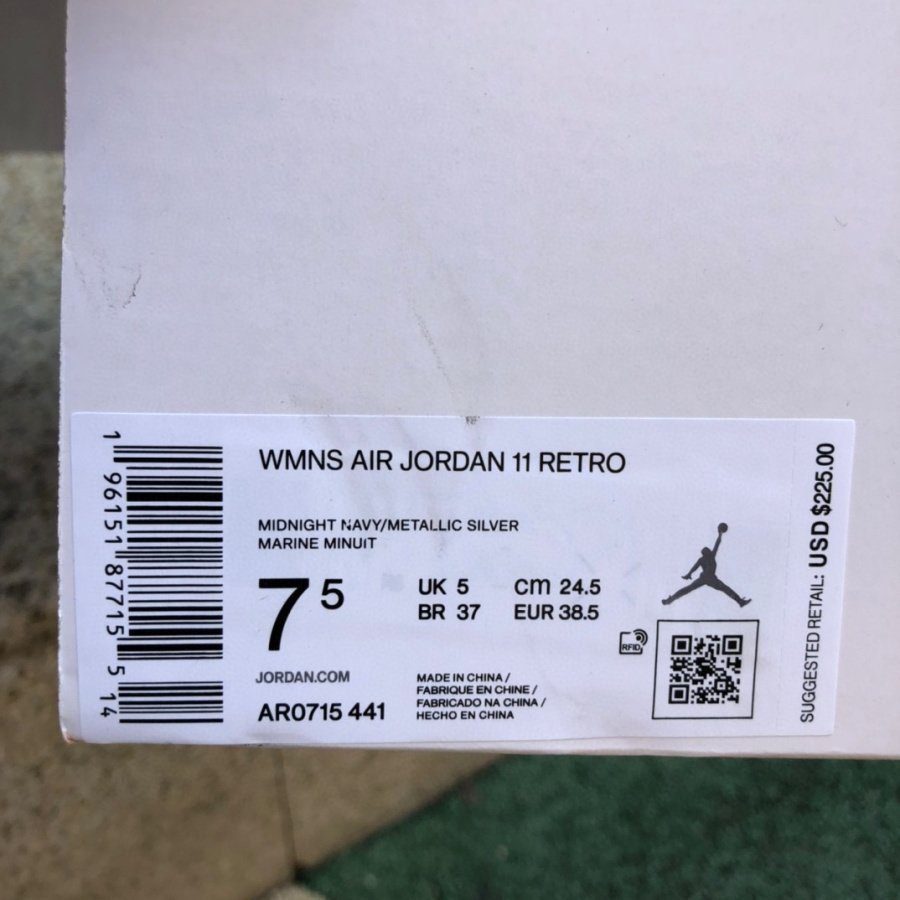 WMNS AIR JORDAN 11 RETRO
MIDNIGHT NAVY/METALLIC SILVER
MARINE MINUIT
7 5
UK 5 cm 24.5
BR 37 EUR 38.5
JORDAN.COM
AR0715 441
MADE IN CHINA /
FABRIQUE EN CHINE /
FABRICADO NA CHINA /
HECHO EN CHINA
RFID
SUGGESTED RETAIL: USD $225.00
1 96151 87715 5 14